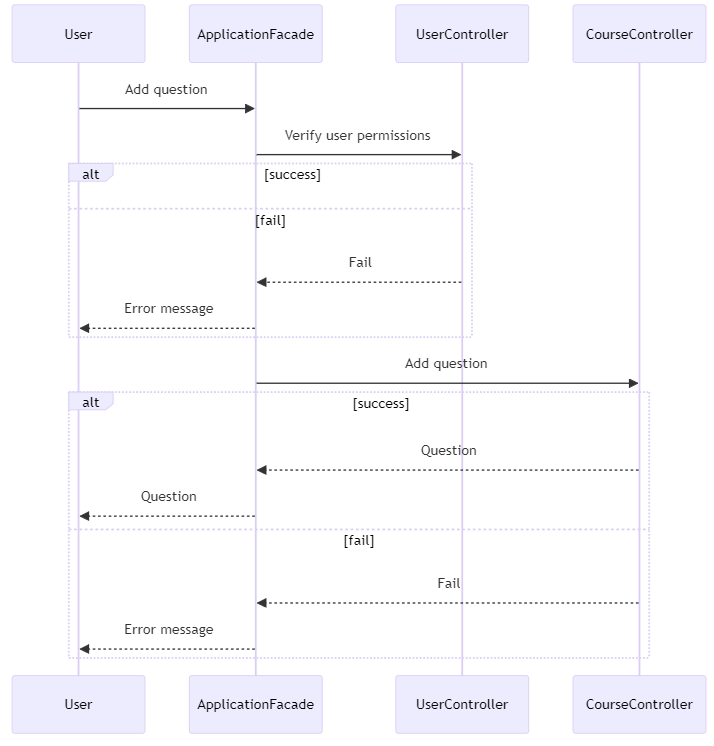 User
ApplicationFacade
UserController
CourseController
Add question
Verify user permissions
alt
[success]
[fail]
Fail
Error message
Add question
alt
[success]
Question
Question
[fail]
Fail
Error message
User
ApplicationFacade
UserController
CourseController